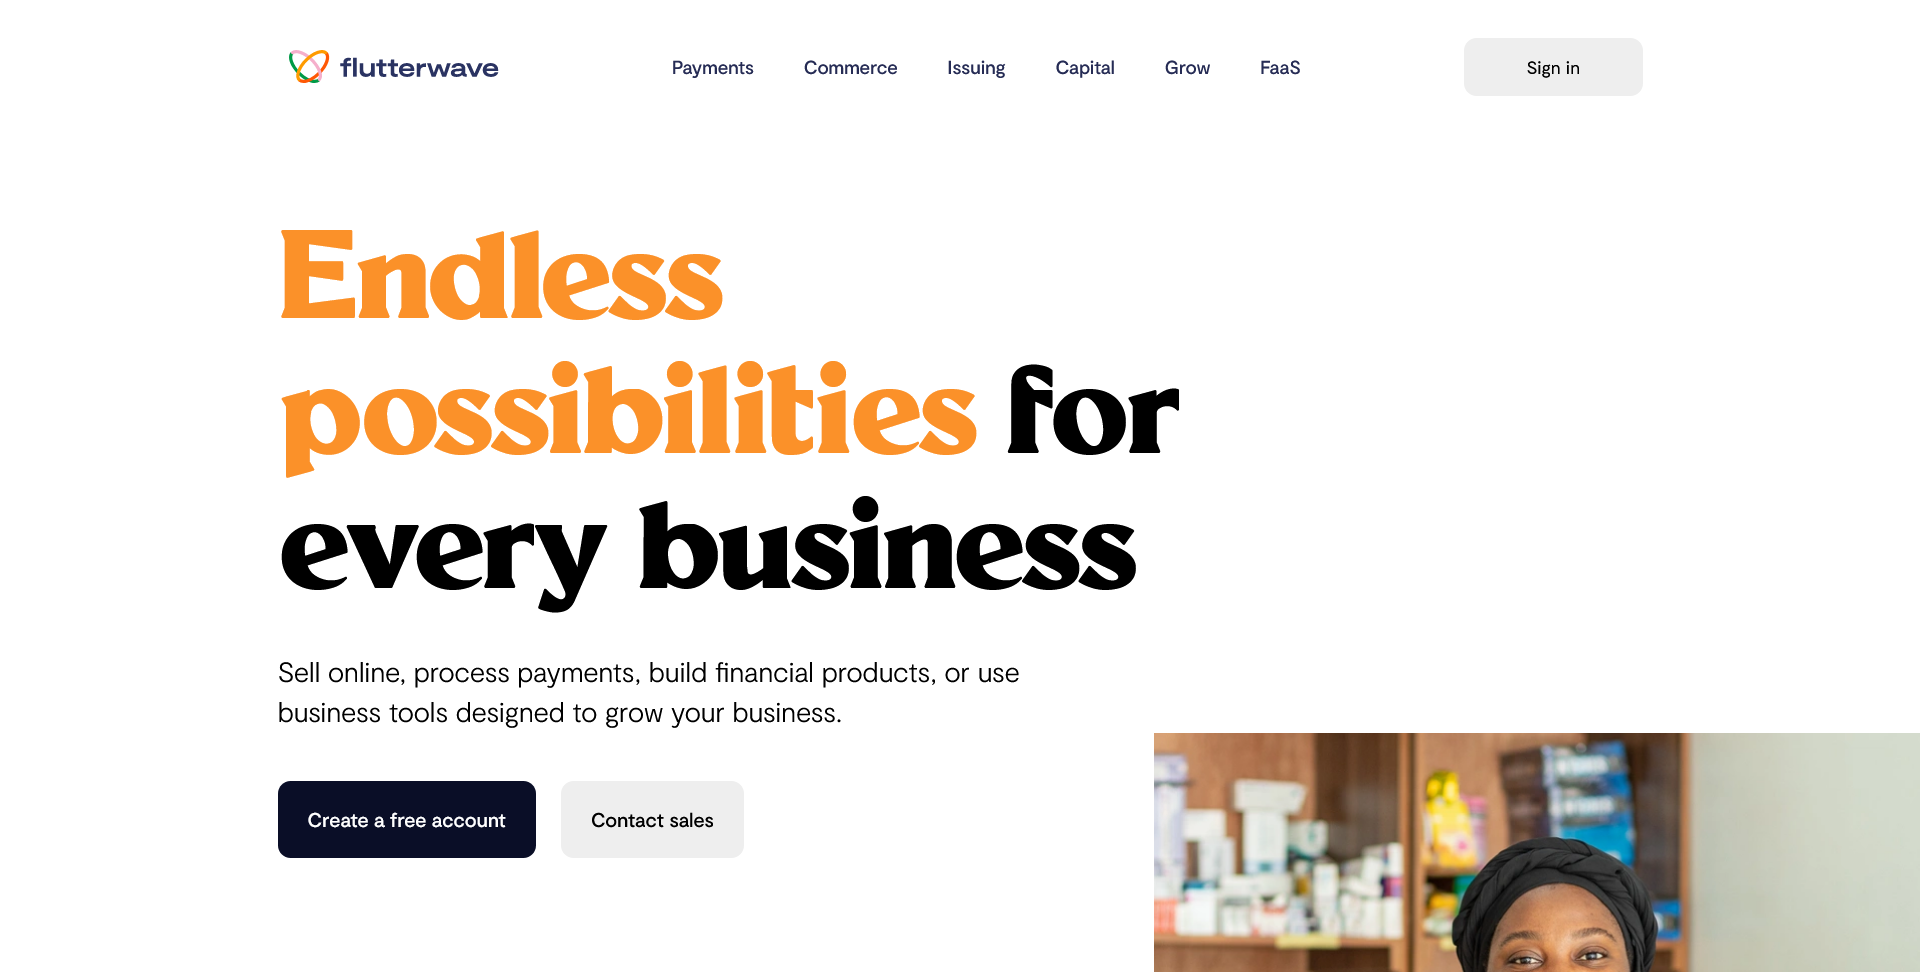 flutterwave
Payments Commerce Issuing Capital Grow FaaS
Sign in
Endless
possibilities for
every business
Sell online, process payments, build financial products, or use
business tools designed to grow your business.
Create a free account
Contact sales